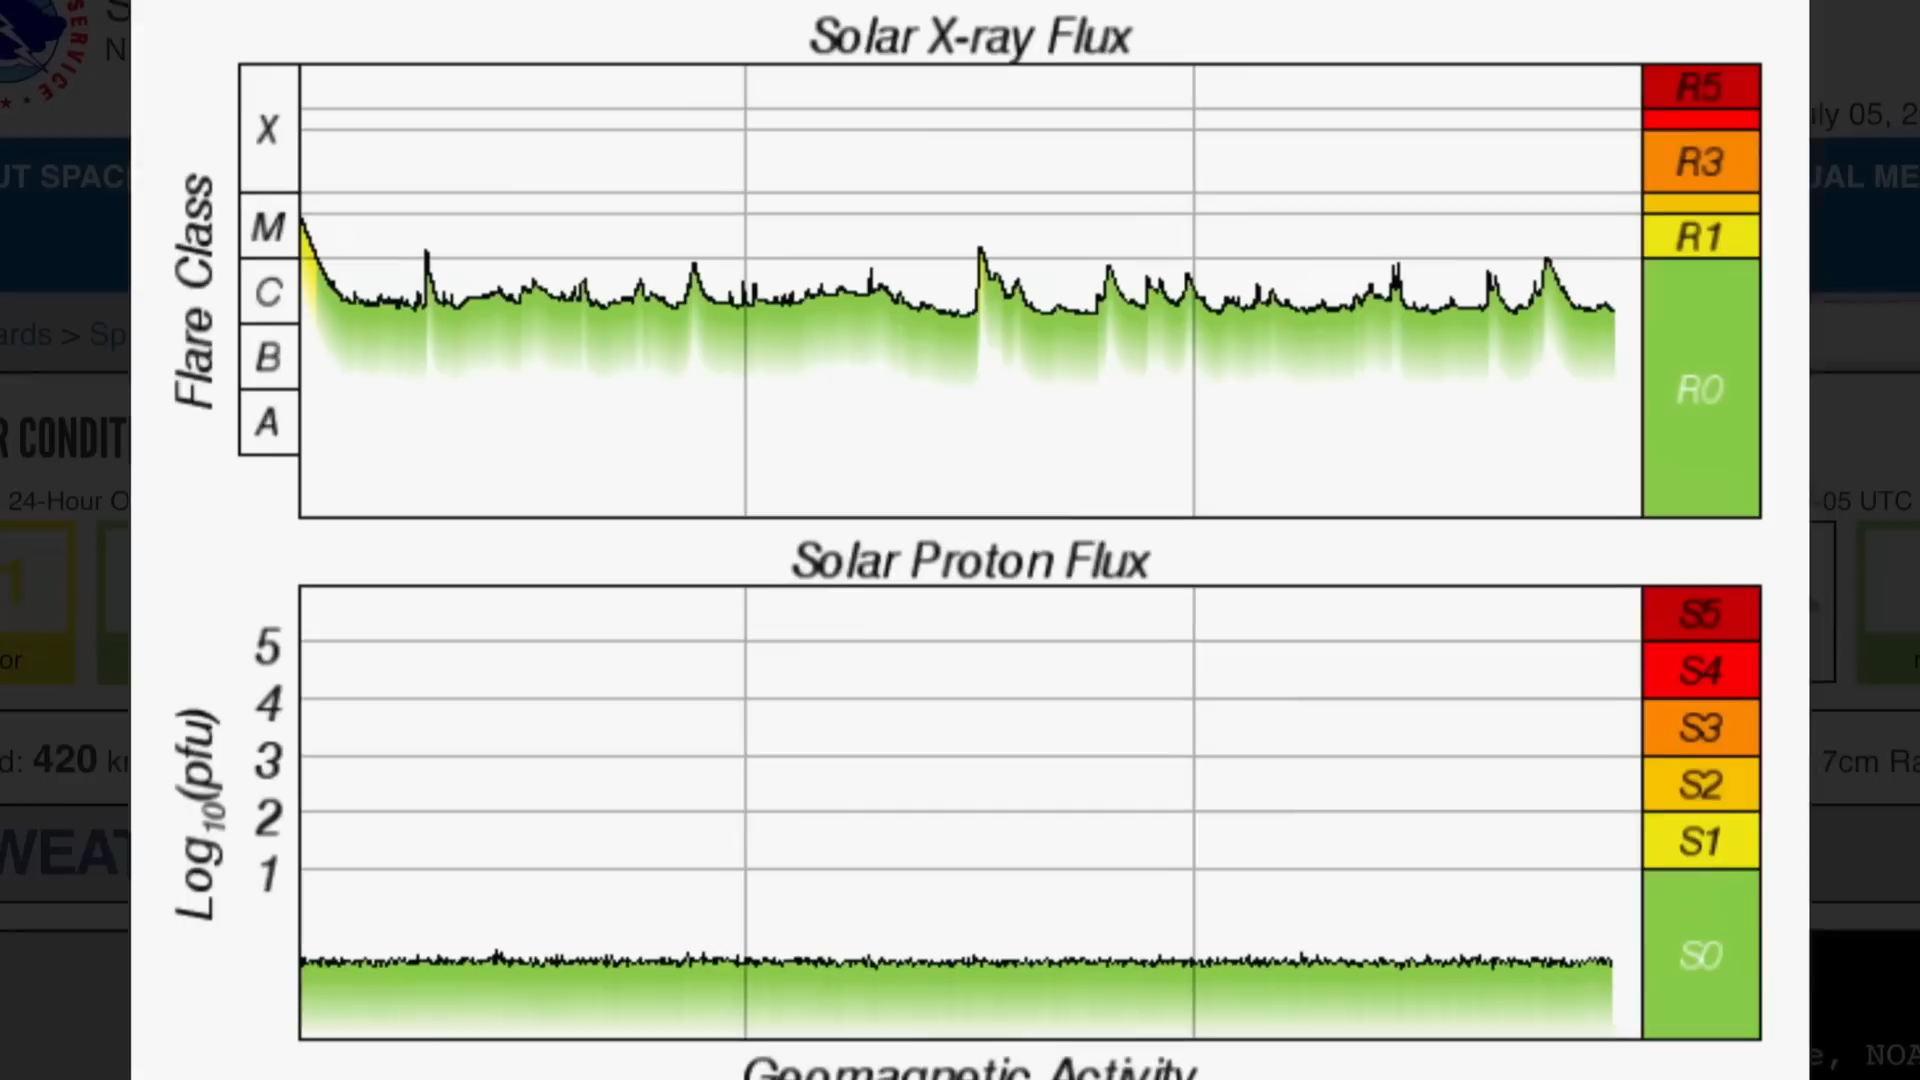 SERVICE
Solar X-ray Flux
Flare Class
X
M
C
B
A
R5
R3
R1
R0
Solar Proton Flux
Log10(pfu)
5
4
3
2
1
S5
S4
S3
S2
S1
S0
Geomagnetic Activity
uly 05, 2
UT SPAC
UAL ME
ards > Sp
R CONDIT
24-Hour O
-05 UTC
1
or
d: 420 k
7cm Ra
WEAT
e, NOA